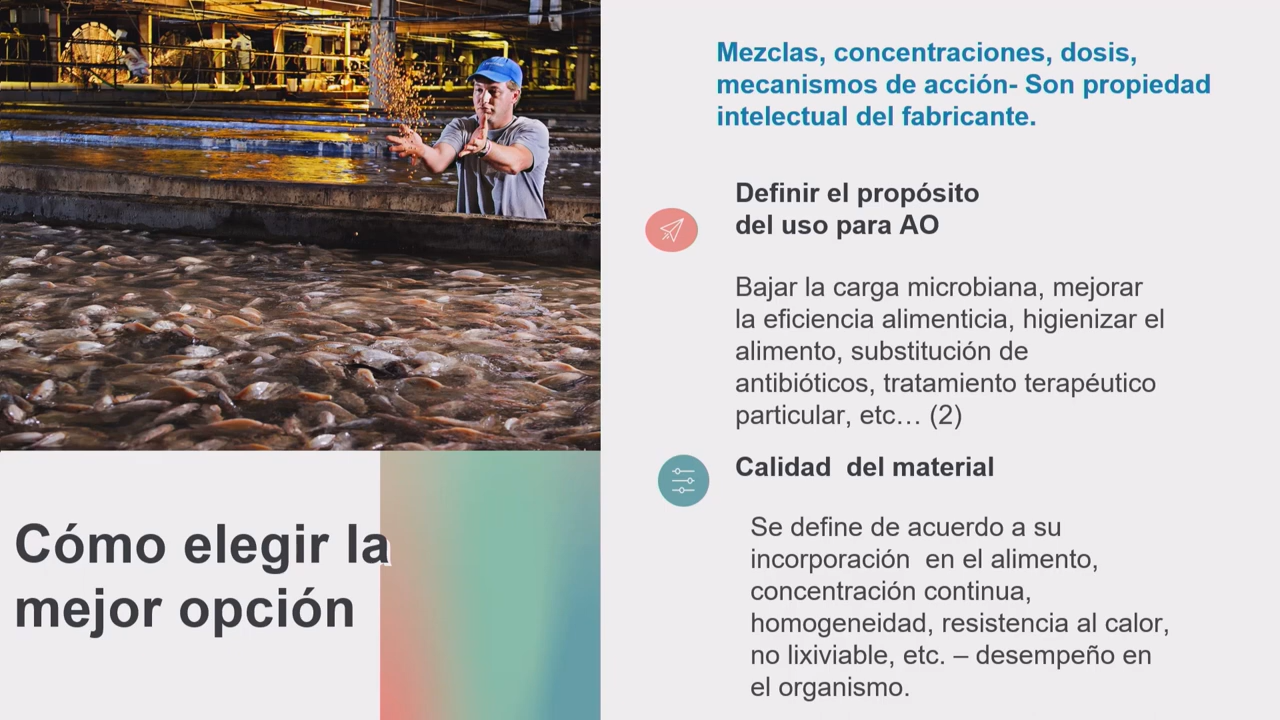 Mezclas, concentraciones, dosis,
mecanismos de acción- Son propiedad
intelectual del fabricante.
Definir el propósito
del uso para AO
Bajar la carga microbiana, mejorar
la eficiencia alimenticia, higienizar el
alimento, substitución de
antibióticos, tratamiento terapéutico
particular, etc… (2)
Calidad  del material
Se define de acuerdo a su
incorporación  en el alimento,
concentración continua,
homogeneidad, resistencia al calor,
no lixiviable, etc. – desempeño en
el organismo.
Cómo elegir la
mejor opción